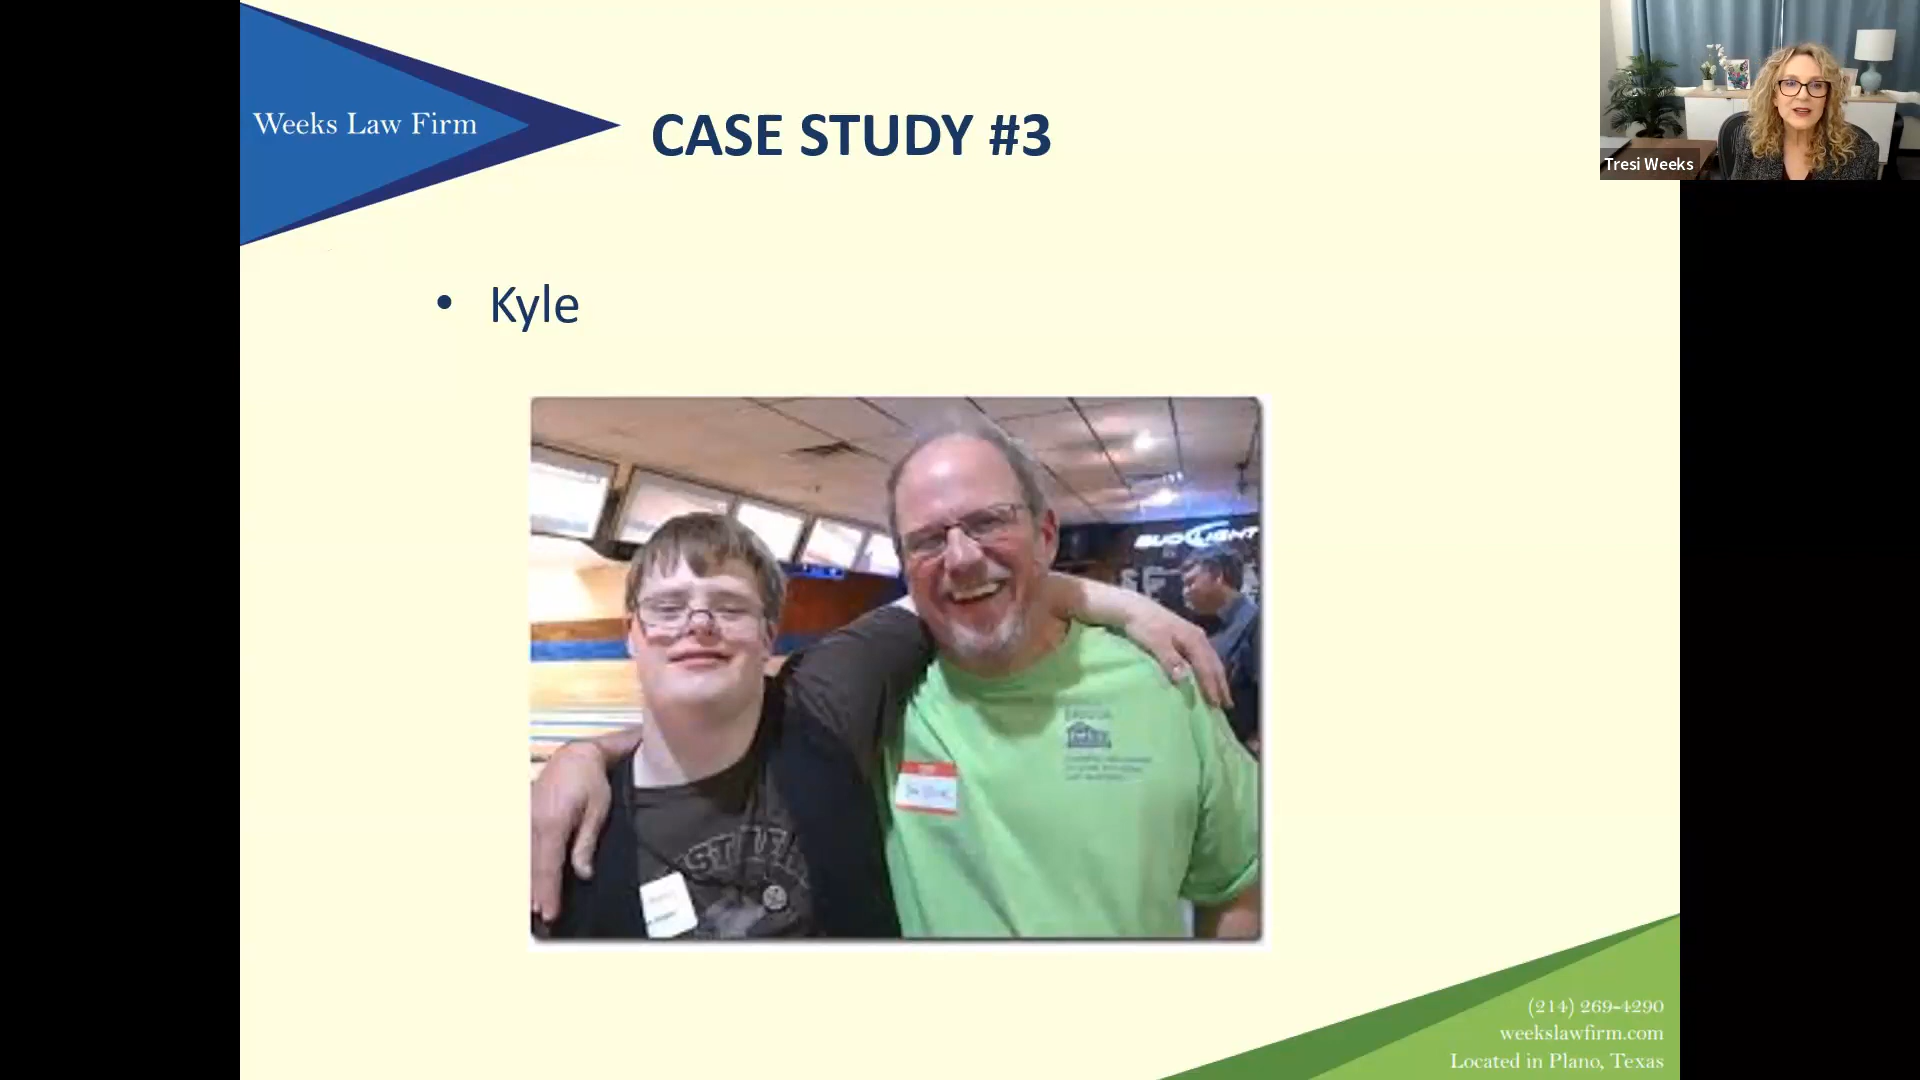 Weeks Law Firm
CASE STUDY #3
Tresi Weeks
• Kyle
BUD LIGHT
(214) 269-4290
weekslawfirm.com
Located in Plano, Texas